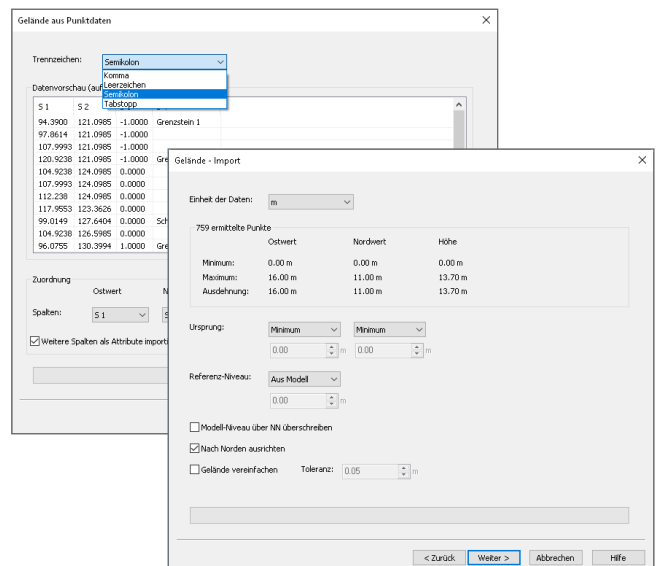 Gelände aus Punktdaten
Trennzeichen: Semikolon
Komma
Leerzeichen
Semikolon
Tabstopp
Datenvorschau
S 1 S 2
94.3900 121.0985 -1.0000 Grenzstein 1
97.8614 121.0985 -1.0000
107.9993 121.0985 -1.0000
120.9238 121.0985 -1.0000 Gre
104.9238 124.0985 0.0000
107.9993 124.0985 0.0000
112.238 124.0985 0.0000
117.9553 123.3626 0.0000
99.0149 127.6404 0.0000 Sch
104.9238 126.5985 0.0000
96.0755 130.3994 1.0000 Gre
Zuordnung
Ostwert N
Spalten: S 1 S
Weitere Spalten als Attribute importi
Gelände - Import
Einheit der Daten: m
759 ermittelte Punkte
Ostwert Nordwert Höhe
Minimum: 0.00 m 0.00 m 0.00 m
Maximum: 16.00 m 11.00 m 13.70 m
Ausdehnung: 16.00 m 11.00 m 13.70 m
Ursprung: Minimum Minimum
0.00 m 0.00 m
Referenz-Niveau: Aus Modell
0.00 m
Modell-Niveau über NN überschreiben
Nach Norden ausrichten
Gelände vereinfachen Toleranz: 0.05 m
< Zurück Weiter > Abbrechen Hilfe